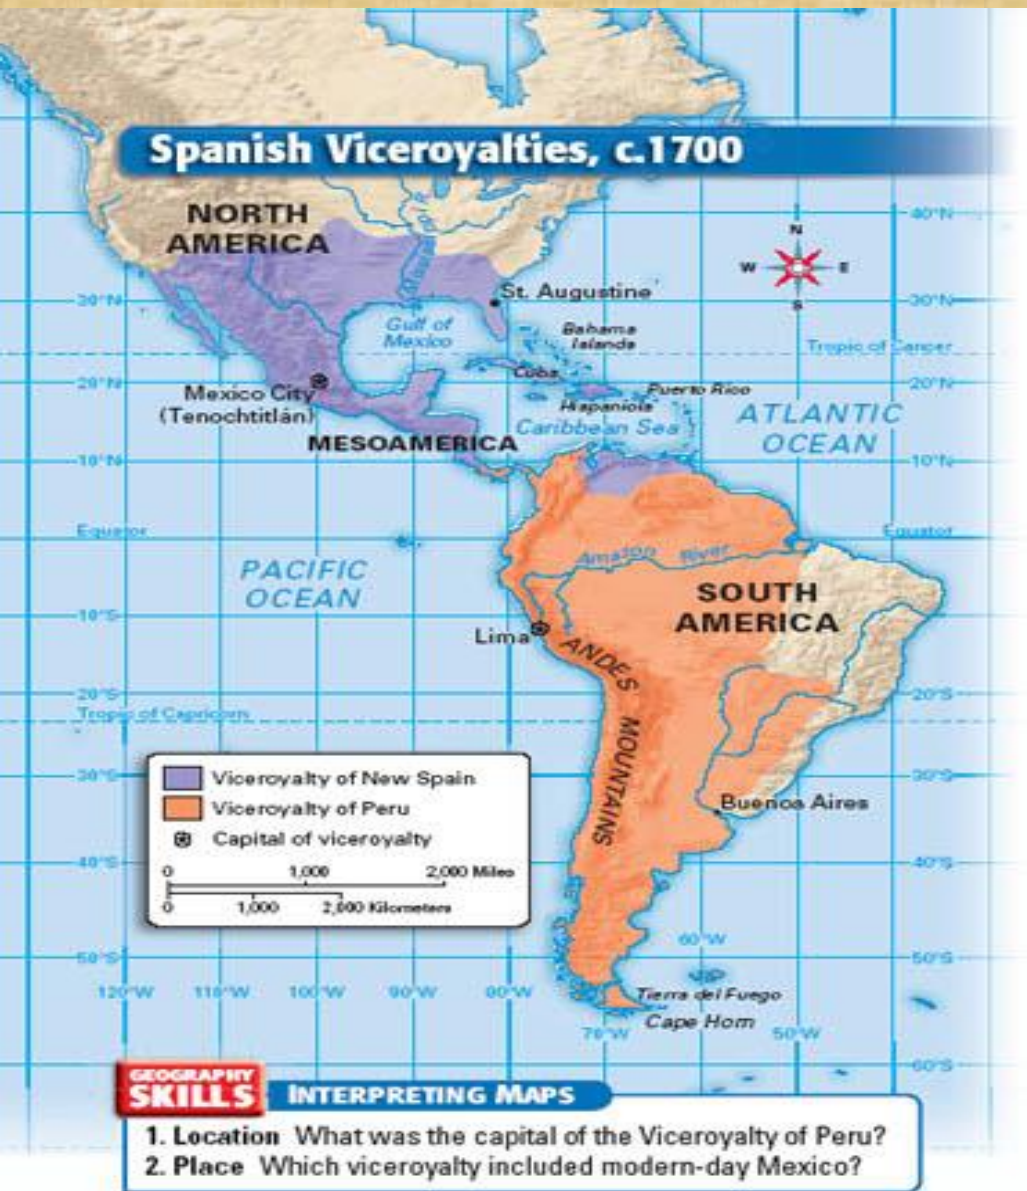 Spanish Viceroyalties, c.1700
NORTH
AMERICA
40°N
N
W E
S
30°N
St. Augustine
30°N
Gulf of
Mexico
Bahama
Islands
Tropic of Cancer
20°N
Cuba
20°N
Mexico City
(Tenochtitlán)
Puerto Rico
Hispaniola
Caribbean Sea
ATLANTIC
OCEAN
MESOAMERICA
10°N
10°N
Equator
Equator
Amazon River
PACIFIC
OCEAN
SOUTH
AMERICA
10°S
Lima
ANDES MOUNTAINS
20°S
20°S
Tropic of Capricorn
30°S
30°S
Viceroyalty of New Spain
Viceroyalty of Peru
Capital of viceroyalty
0 1,000 2,000 Miles
0 1,000 2,000 Kilometers
Buenos Aires
40°S
40°S
50°S
60°W
50°S
120°W 110°W 100°W 90°W 80°W
Tierra del Fuego
Cape Horn
70°W
50°W
60°S
GEOGRAPHY
SKILLS
INTERPRETING MAPS
1. Location What was the capital of the Viceroyalty of Peru?
2. Place Which viceroyalty included modern-day Mexico?